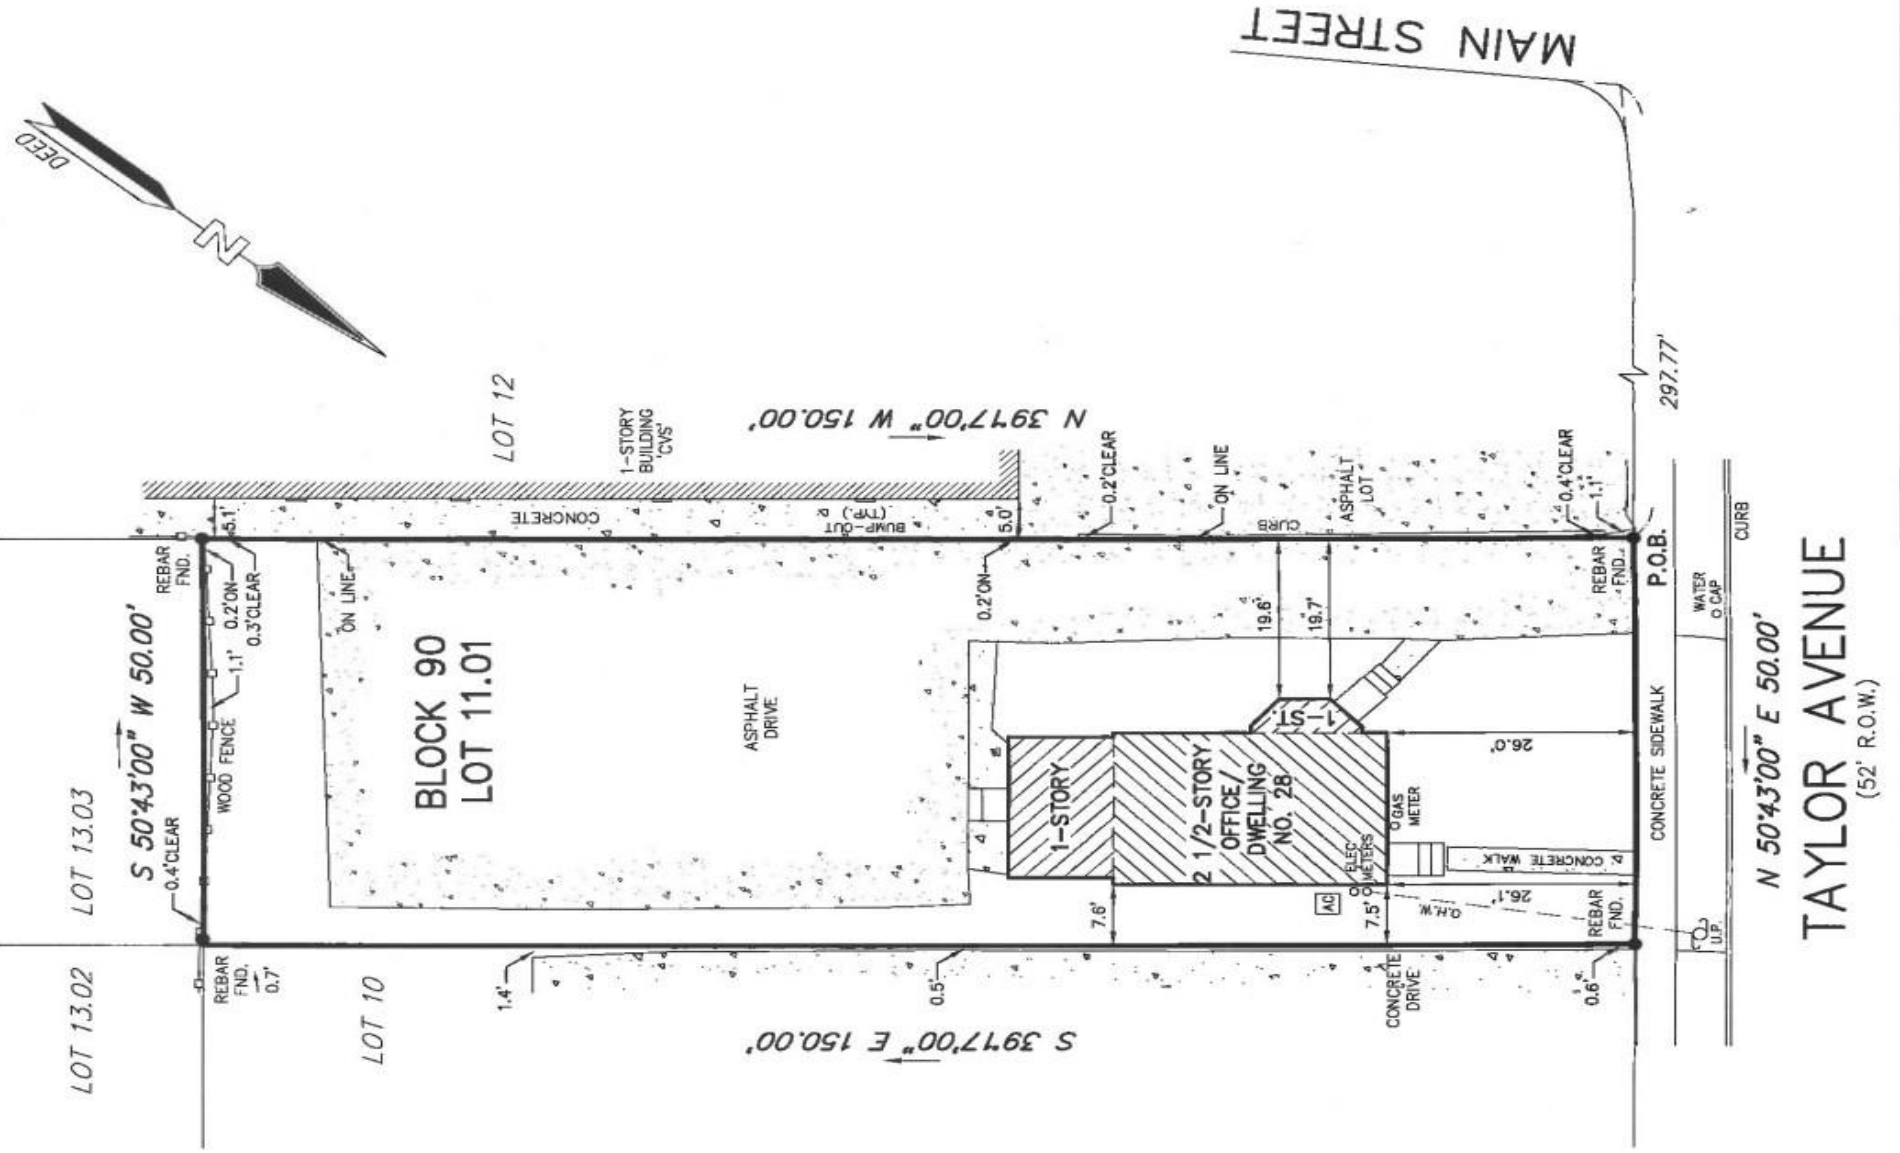 MAIN STREET
DEED
N
LOT 12
1-STORY
BUILDING
'CVS'
N 39°17'00" W 150.00'
297.77'
0.2'CLEAR
ON LINE
ASPHALT
LOT
CURB
0.4'CLEAR
1.1'
REBAR
FND.
P.O.B.
CURB
CONCRETE
BUMP-OUT
(TYP.)
5.1'
5.0'
REBAR
FND.
S 50°43'00" W 50.00'
0.2'ON
0.3'CLEAR
1.1'
WOOD FENCE
ON LINE
0.2'ON
19.6'
19.7'
BLOCK 90
LOT 11.01
ASPHALT
DRIVE
1-STORY
2 1/2-STORY
OFFICE/
DWELLING
NO. 28
1-ST.
26.0'
GAS
METER
ELEC
METERS
AC
CONCRETE WALK
26.1'
O.H.W.
7.6'
7.5'
REBAR
FND.
U.P.
CONCRETE SIDEWALK
WATER
CAP
N 50°43'00" E 50.00'
TAYLOR AVENUE
(52' R.O.W.)
LOT 13.03
0.4'CLEAR
LOT 13.02
REBAR
FND.
0.7'
LOT 10
1.4'
0.5'
CONCRETE
DRIVE
0.6'
S 39°17'00" E 150.00'